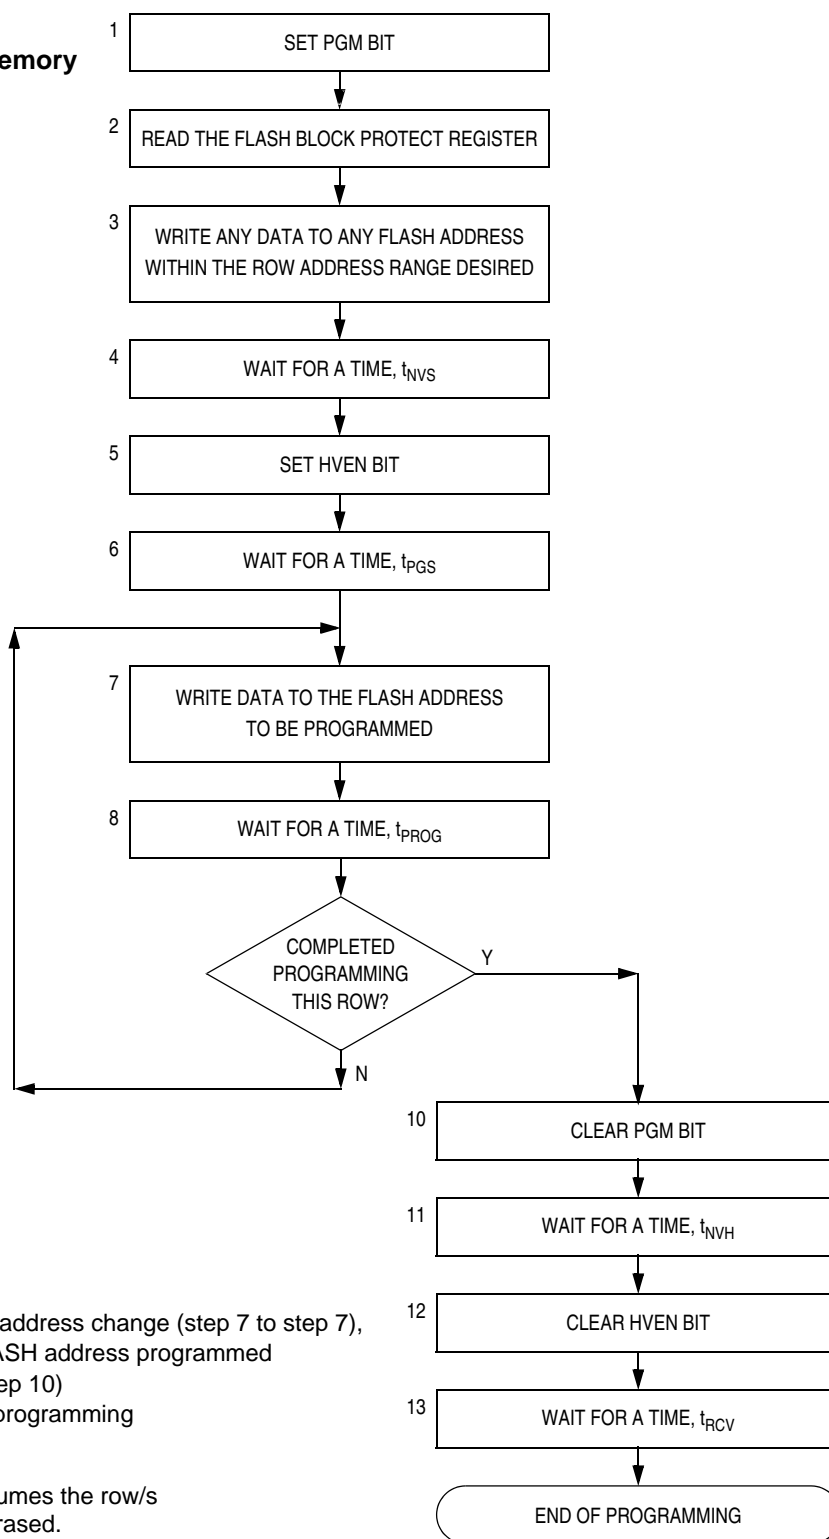 1
SET PGM BIT
emory
2
READ THE FLASH BLOCK PROTECT REGISTER
3
WRITE ANY DATA TO ANY FLASH ADDRESS
WITHIN THE ROW ADDRESS RANGE DESIRED
4
WAIT FOR A TIME, tNVS
5
SET HVEN BIT
6
WAIT FOR A TIME, tPGS
7
WRITE DATA TO THE FLASH ADDRESS
TO BE PROGRAMMED
8
WAIT FOR A TIME, tPROG
COMPLETED
PROGRAMMING
THIS ROW?
Y
N
10
CLEAR PGM BIT
11
WAIT FOR A TIME, tNVH
12
CLEAR HVEN BIT
13
WAIT FOR A TIME, tRCV
END OF PROGRAMMING
address change (step 7 to step 7),
ASH address programmed
ep 10)
programming
umes the row/s
rased.